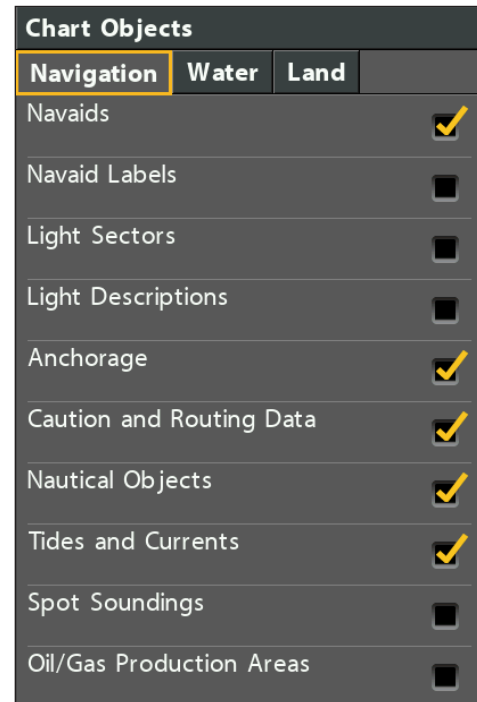 Chart Objects
Navigation Water Land
Navaids
Navaid Labels
Light Sectors
Light Descriptions
Anchorage
Caution and Routing Data
Nautical Objects
Tides and Currents
Spot Soundings
Oil/Gas Production Areas